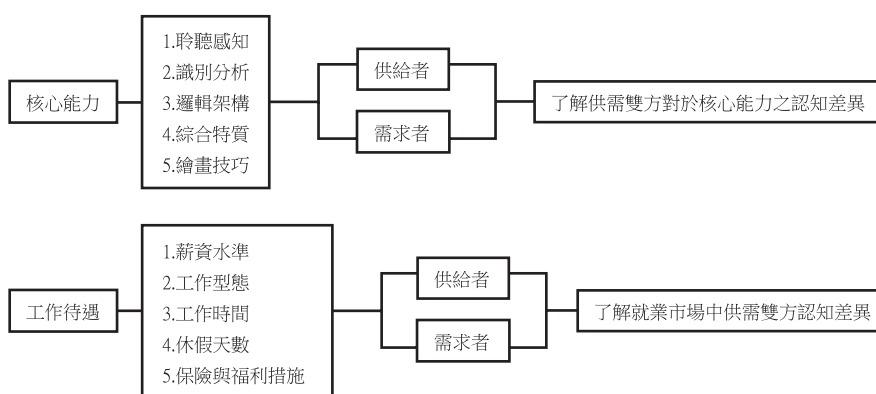 核心能力
1.聆聽感知
2.識別分析
3.邏輯架構
4.綜合特質
5.繪畫技巧
供給者
需求者
了解供需雙方對於核心能力之認知差異
工作待遇
1.薪資水準
2.工作型態
3.工作時間
4.休假天數
5.保險與福利措施
供給者
需求者
了解就業市場中供需雙方認知差異